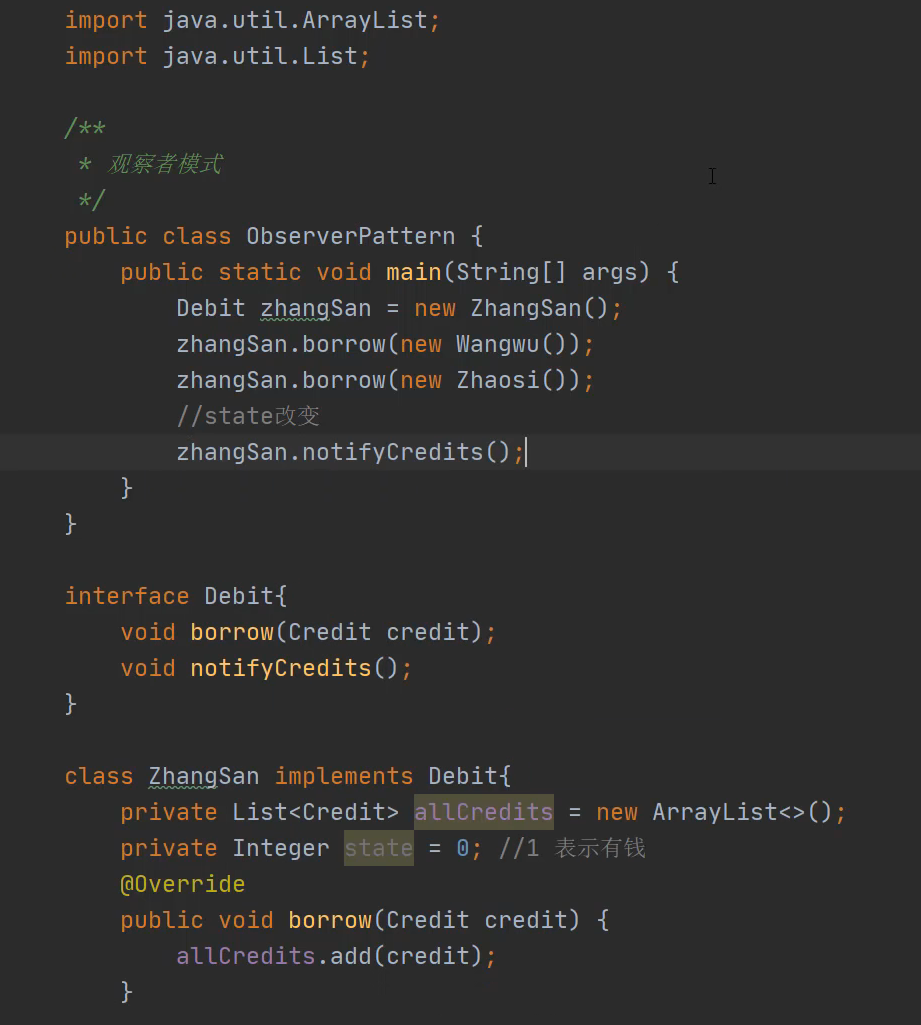 import java.util.ArrayList;
import java.util.List;
/**
* 观察者模式
*/
public class ObserverPattern {
public static void main(String[] args) {
Debit zhangSan = new ZhangSan();
zhangSan.borrow(new Wangwu());
zhangSan.borrow(new Zhaosi());
//state改变
zhangSan.notifyCredits();
}
}
interface Debit{
void borrow(Credit credit);
void notifyCredits();
}
class ZhangSan implements Debit{
private List<Credit> allCredits = new ArrayList<>();
private Integer state = 0; //1 表示有钱
@Override
public void borrow(Credit credit) {
allCredits.add(credit);
}